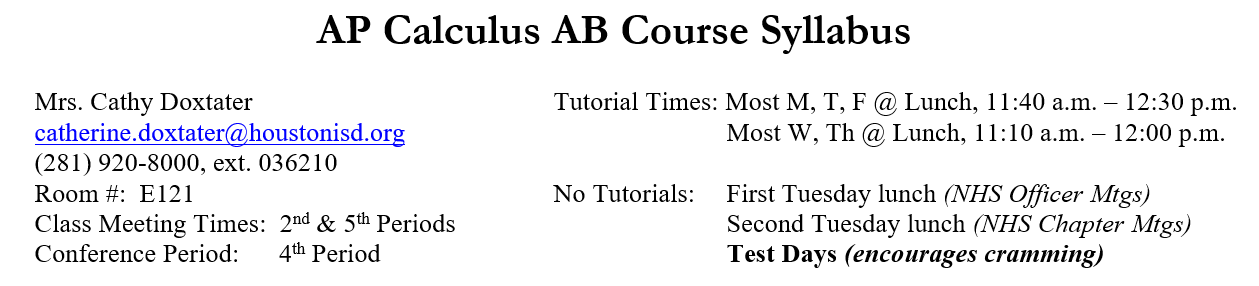 AP Calculus AB Course Syllabus
Mrs. Cathy Doxtater
catherine.doxtater@houstonisd.org
(281) 920-8000, ext. 036210
Room #: E121
Class Meeting Times: 2nd & 5th Periods
Conference Period: 4th Period
Tutorial Times: Most M, T, F @ Lunch, 11:40 a.m. – 12:30 p.m.
Most W, Th @ Lunch, 11:10 a.m. – 12:00 p.m.
No Tutorials: First Tuesday lunch (NHS Officer Mtgs)
Second Tuesday lunch (NHS Chapter Mtgs)
Test Days (encourages cramming)